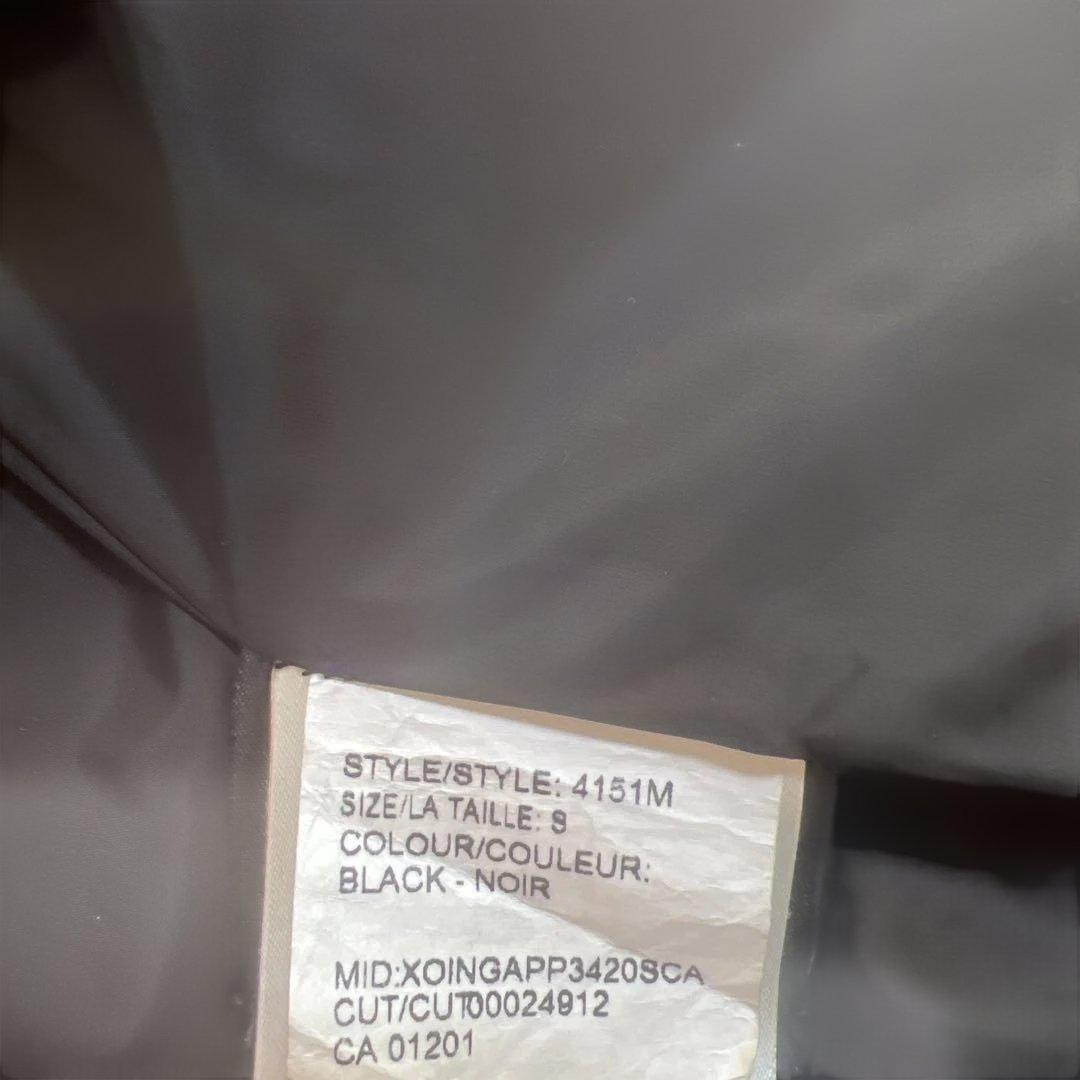 STYLE/STYLE: 4151M
SIZE/LA TAILLE: S
COLOUR/COULEUR:
BLACK - NOIR
MID:XOINGAPP3420SCA
CUT/CUT00024912
CA 01201